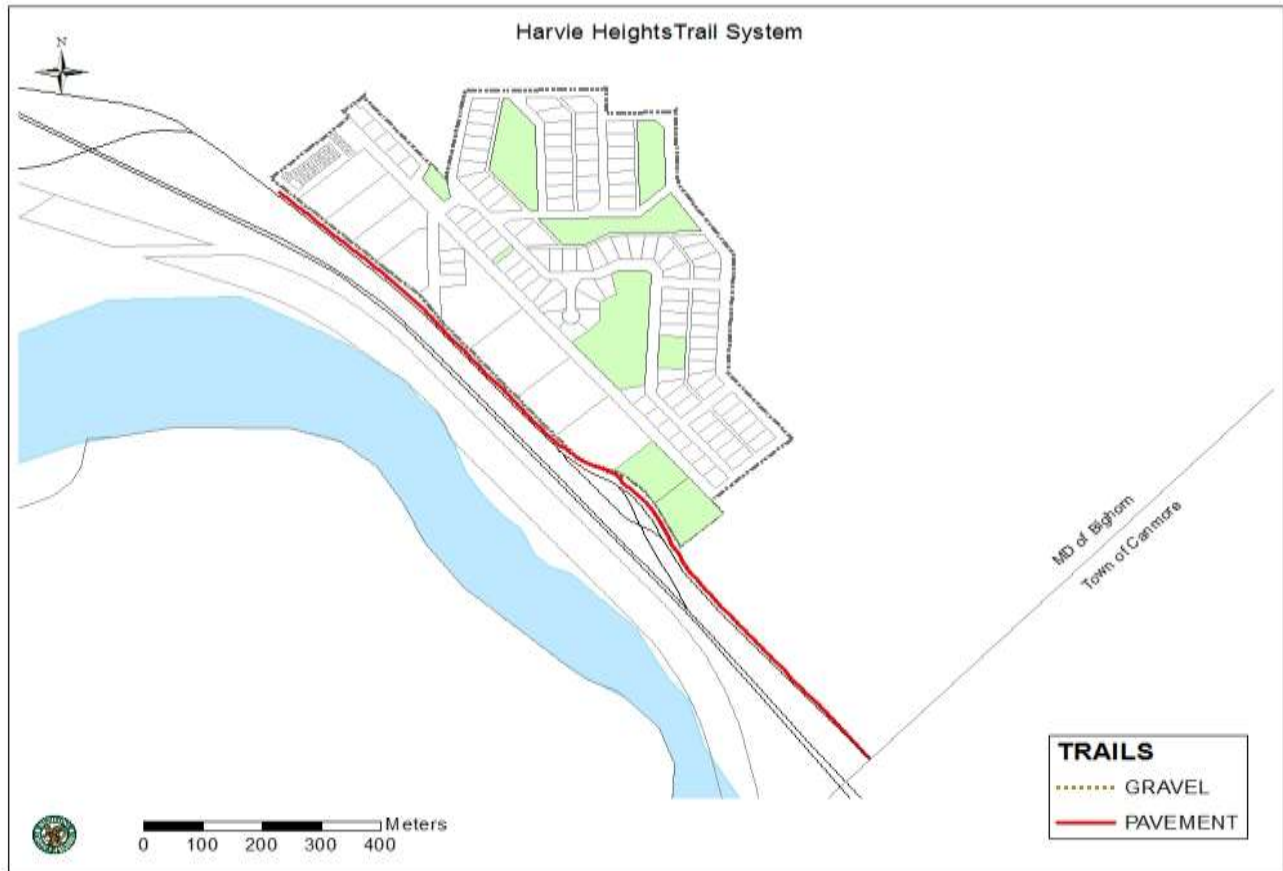 Harvie HeightsTrail System
N
MD of Bighorn
Town of Canmore
TRAILS
GRAVEL
PAVEMENT
Meters
0 100 200 300 400